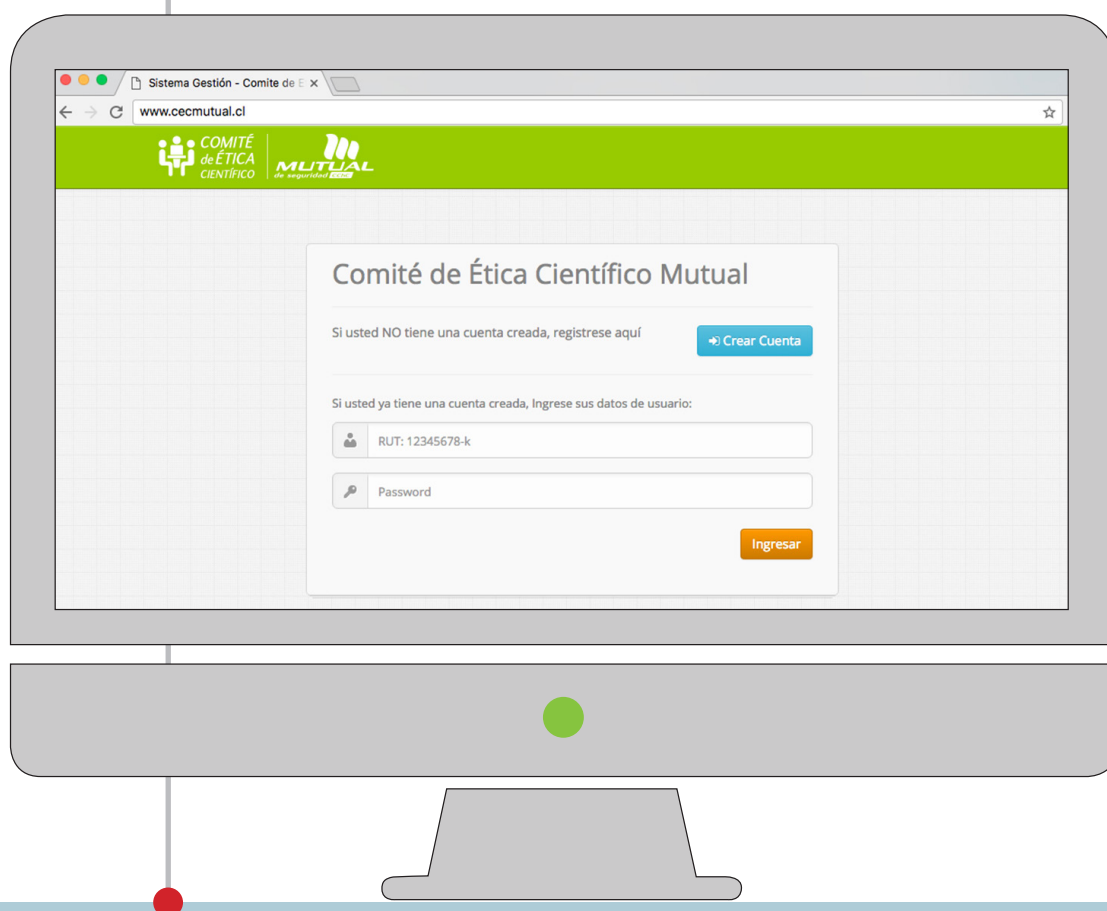 Sistema Gestión - Comite de E
www.cecmutual.cl
COMITÉ
de ÉTICA
CIENTÍFICO
MUTUAL
de seguridad
Comité de Ética Científico Mutual
Si usted NO tiene una cuenta creada, registrese aquí
Crear Cuenta
Si usted ya tiene una cuenta creada, Ingrese sus datos de usuario:
RUT: 12345678-k
Password
Ingresar